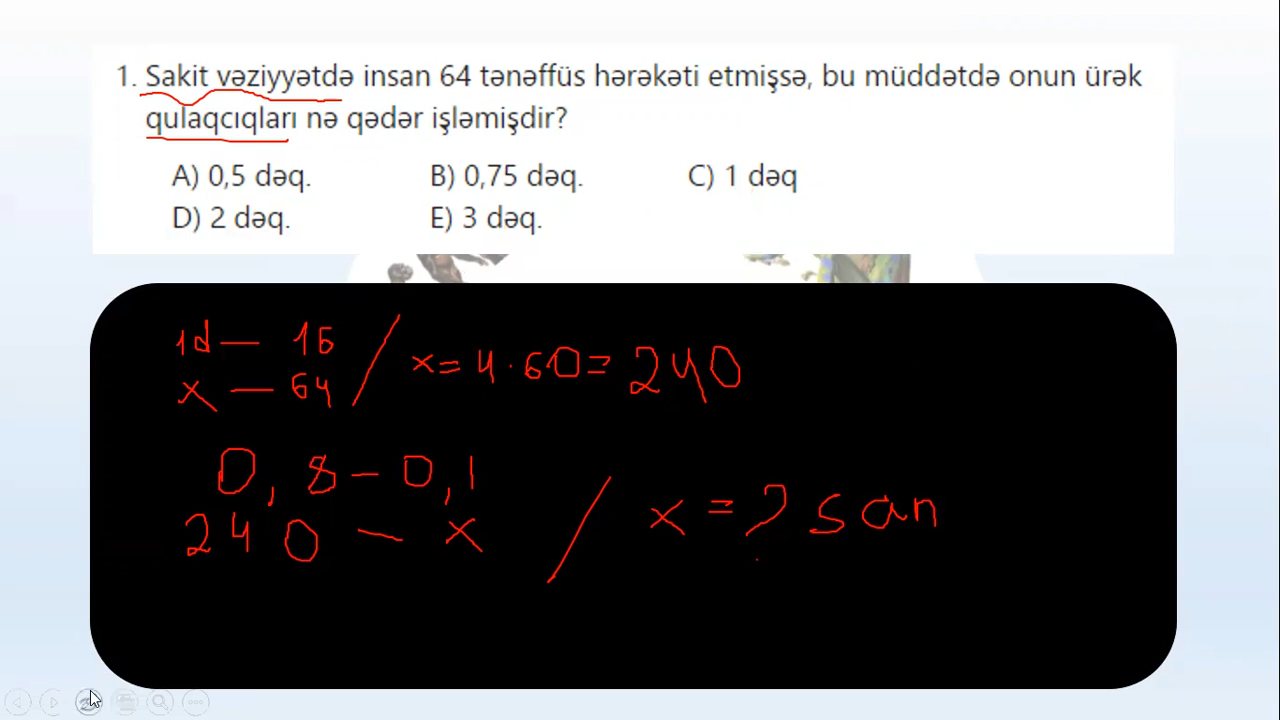 1. Sakit vəziyyətdə insan 64 tənəffüs hərəkəti etmişsə, bu müddətdə onun ürək
qulaqcıqları nə qədər işləmişdir?
A) 0,5 dəq. B) 0,75 dəq. C) 1 dəq
D) 2 dəq. E) 3 dəq.
1d — 16 / x = 4 · 60 = 240
x — 64
0,8 — 0,1
240 — x / x = ? san